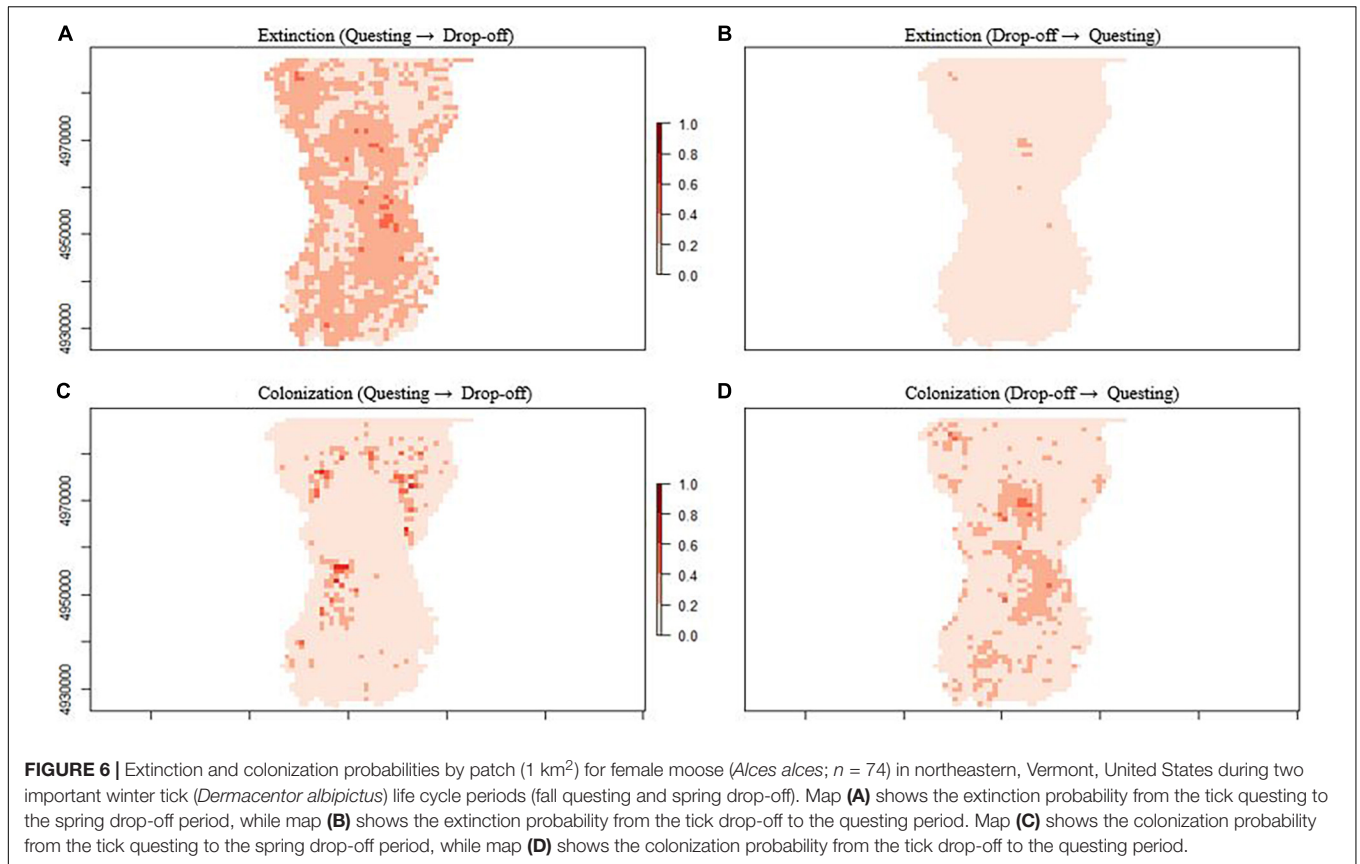 A
Extinction (Questing → Drop-off)
B
Extinction (Drop-off → Questing)
4970000
4950000
4930000
1.0
0.8
0.6
0.4
0.2
0.0
C
Colonization (Questing → Drop-off)
D
Colonization (Drop-off → Questing)
4970000
4950000
4930000
1.0
0.8
0.6
0.4
0.2
0.0
FIGURE 6 | Extinction and colonization probabilities by patch (1 km²) for female moose (Alces alces; n = 74) in northeastern, Vermont, United States during two
important winter tick (Dermacentor albipictus) life cycle periods (fall questing and spring drop-off). Map (A) shows the extinction probability from the tick questing to
the spring drop-off period, while map (B) shows the extinction probability from the tick drop-off to the questing period. Map (C) shows the colonization probability
from the tick questing to the spring drop-off period, while map (D) shows the colonization probability from the tick drop-off to the questing period.